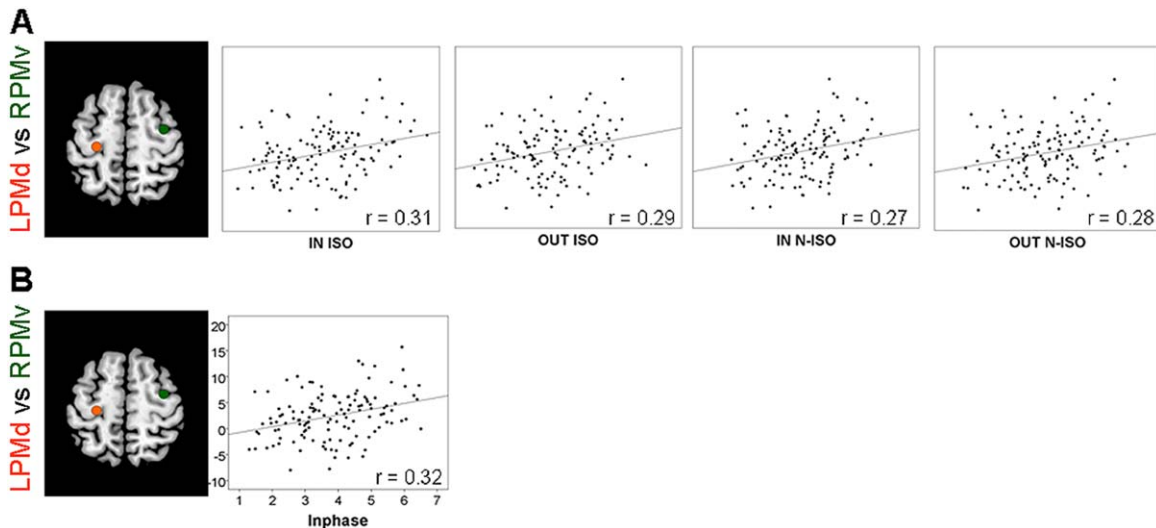 A
LPMd vs RPMv
r = 0.31
r = 0.29
r = 0.27
r = 0.28
IN ISO
OUT ISO
IN N-ISO
OUT N-ISO
B
LPMd vs RPMv
20
15
10
5
0
-5
-10
r = 0.32
1 2 3 4 5 6 7
Inphase